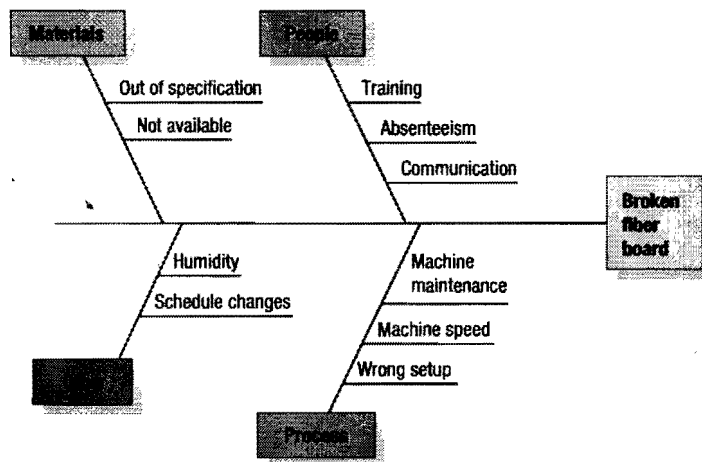 Materials
People
Out of specification
Not available
Training
Absenteeism
Communication
Broken
fiber
board
Humidity
Schedule changes
Machine
maintenance
Machine speed
Wrong setup
Process